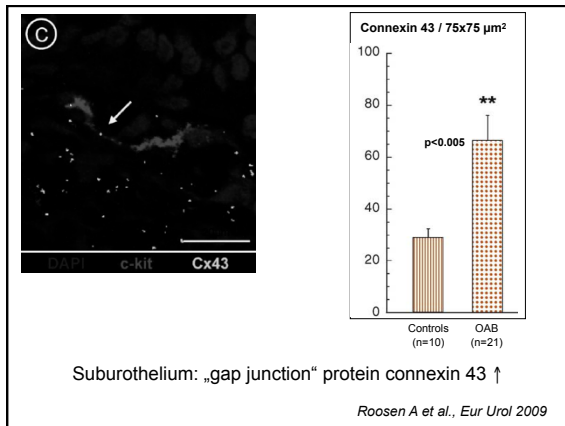 C
DAPI c-kit Cx43
Connexin 43 / 75x75 µm²
100
80
60
40
20
0
**
p<0.005
Controls
(n=10)
OAB
(n=21)
Suburothelium: „gap junction“ protein connexin 43 ↑
Roosen A et al., Eur Urol 2009